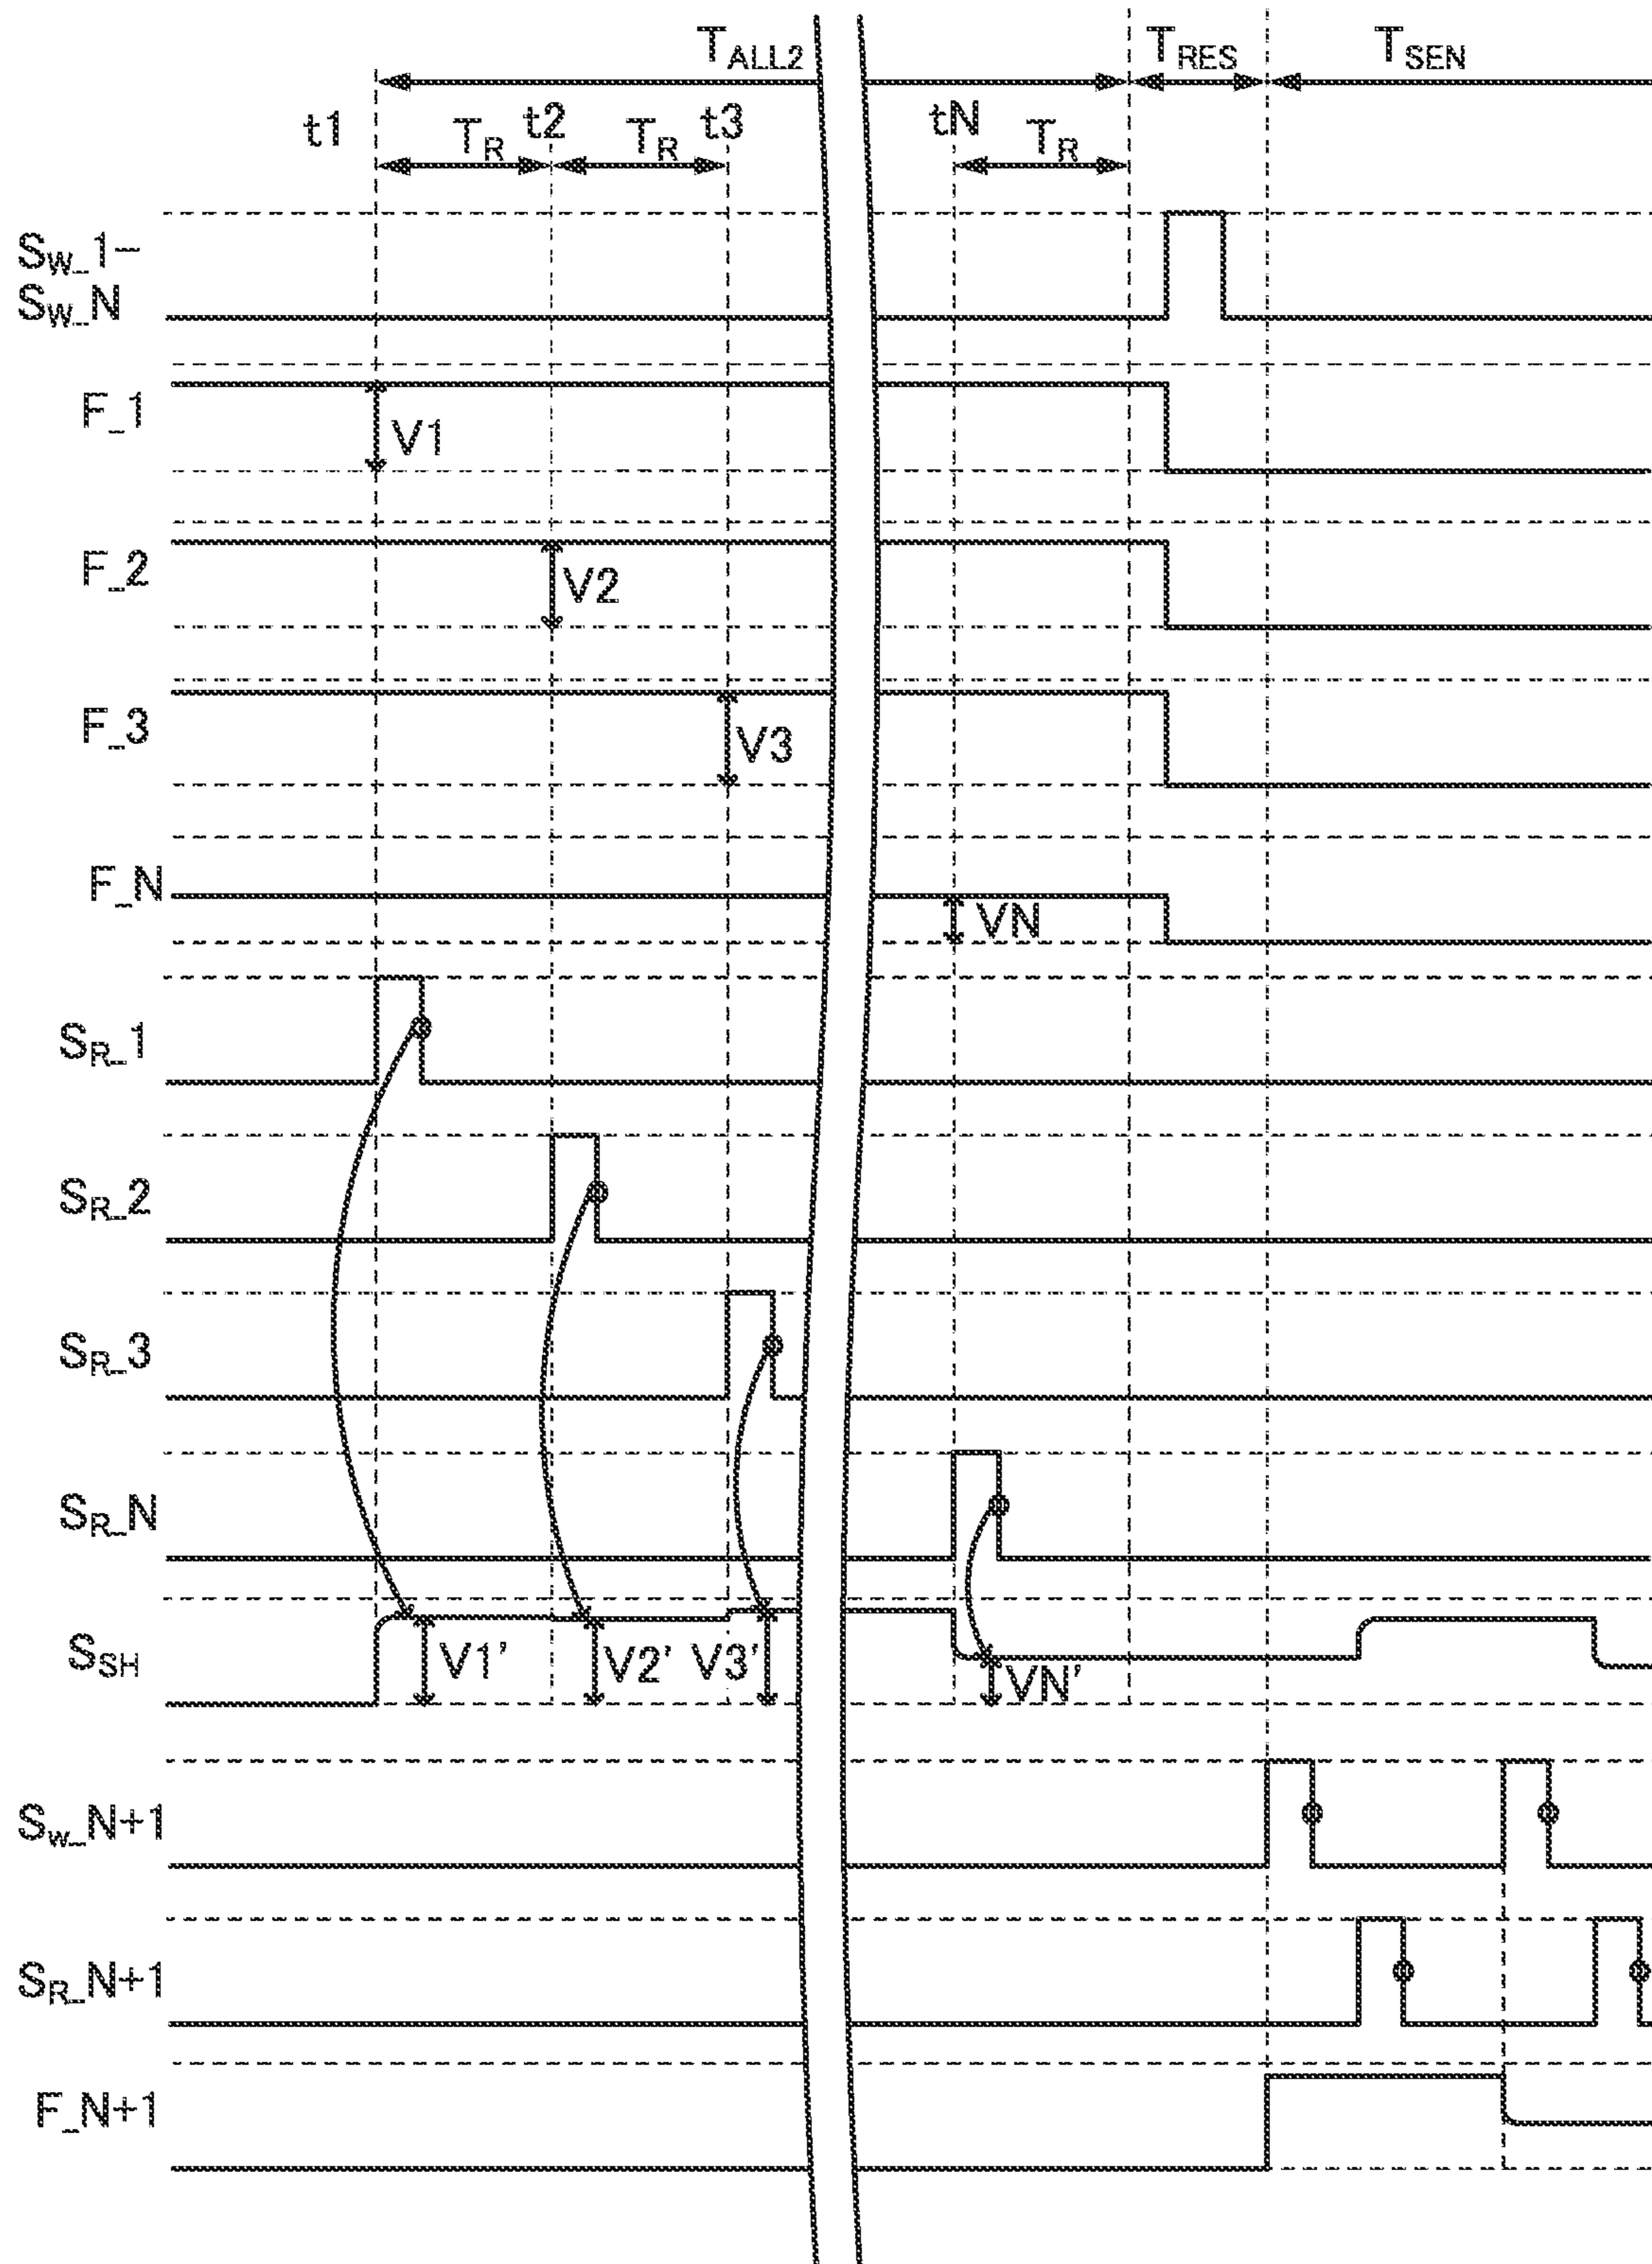 T_ALL2 T_RES T_SEN
t1 T_R t2 T_R t3 tN T_R
S_W_1–
S_W_N
F_1
V1
F_2
V2
F_3
V3
F_N
VN
S_R_1
S_R_2
S_R_3
S_R_N
S_SH
V1' V2' V3' VN'
S_w_N+1
S_R_N+1
F_N+1